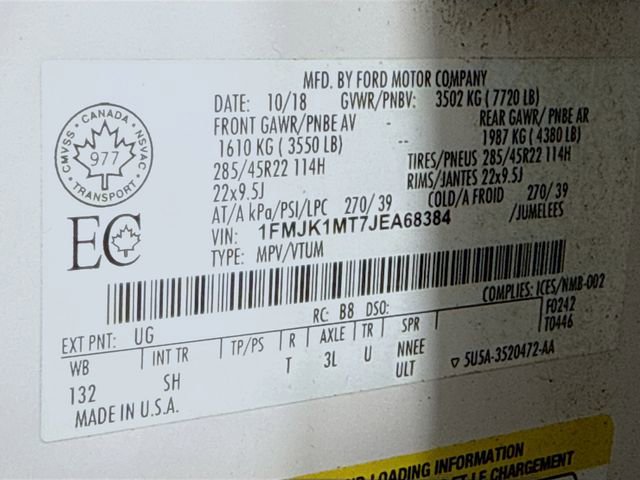 MFD. BY FORD MOTOR COMPANY
DATE: 10/18 GVWR/PNBV: 3502 KG ( 7720 LB)
FRONT GAWR/PNBE AV - REAR GAWR/ PNBE AR
1610 KG ( 3550 LB) - 1987 KG ( 4380 LB)
285/45R22 114H TIRES/PNEUS 285/45R22 114H
22x9.5J RIMS/JANTES 22x9.5J
AT/A kPa/PSI/LPC 270/ 39 COLD/A FROID 270/ 39
VIN: 1FMJK1MT7JEA68384 /JUMELEES
TYPE: MPV/VTUM
CANADA
CMVSS NSVAC
977
TRANSPORT
EC
COMPLIES: ICES/NMB-002
EXT PNT: UG RC: B8 DSO: F0242
T0446
WB INT TR TP/PS R AXLE TR SPR
132 SH T 3L U NNEE
ULT
5U5A-3520472-AA
MADE IN U.S.A.
LOADING INFORMATION
LE CHARGEMENT